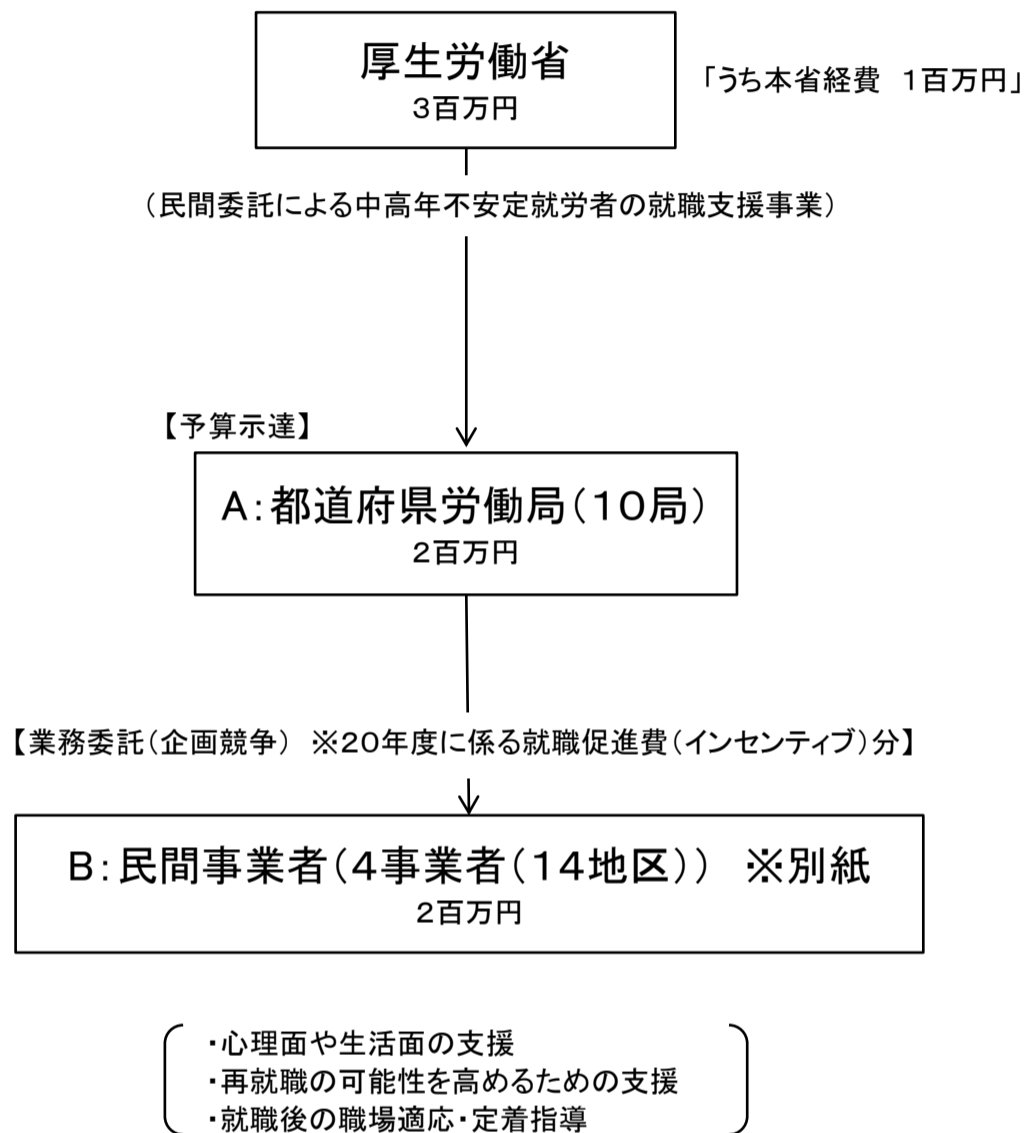 厚生労働省
3百万円
「うち本省経費　1百万円」
（民間委託による中高年不安定就労者の就職支援事業）
【予算示達】
A：都道府県労働局（１０局）
２百万円
【業務委託（企画競争）　※20年度に係る就職促進費（インセンティブ）分】
B：民間事業者（４事業者（１４地区））　※別紙
２百万円
・心理面や生活面の支援
・再就職の可能性を高めるための支援
・就職後の職場適応・定着指導